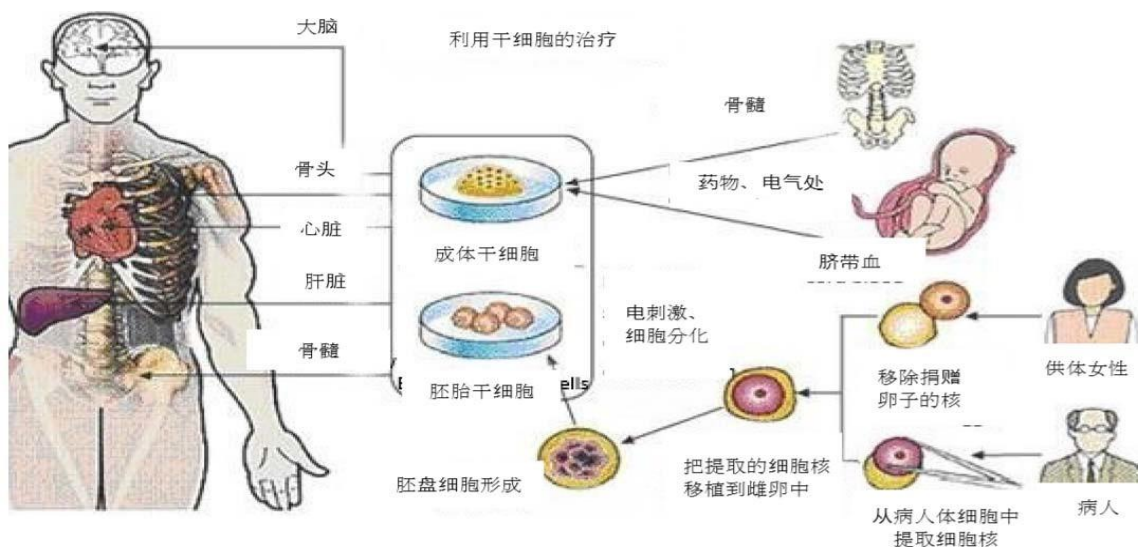 大脑
利用干细胞的治疗
骨髓
骨头
药物、电气处
心脏
成体干细胞
脐带血
肝脏
电刺激、
细胞分化
骨髓
胚胎干细胞
ells
移除捐赠
卵子的核
供体女性
胚盘细胞形成
把提取的细胞核
移植到雌卵中
从病人体细胞中
提取细胞核
病人